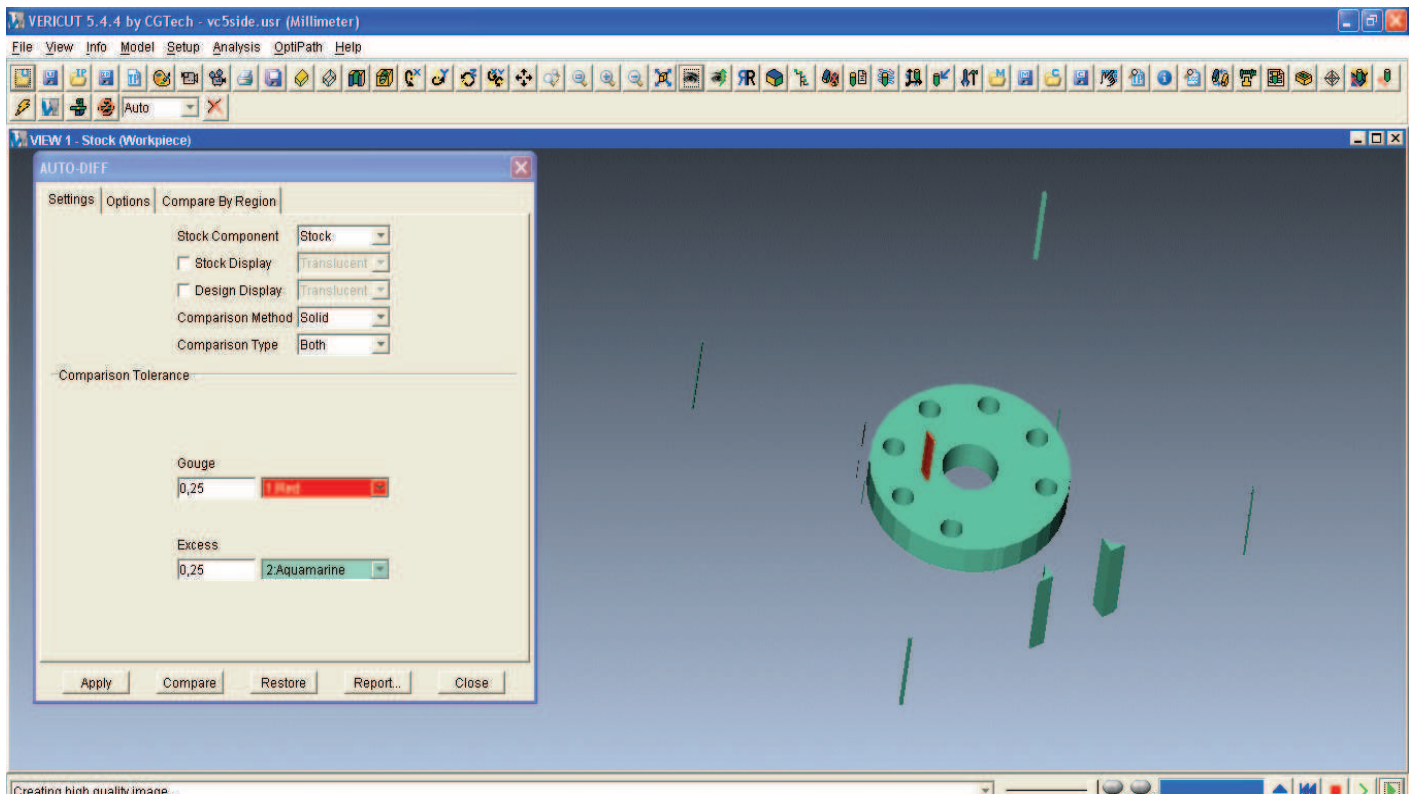 VERICUT 5.4.4 by CGTech - vc5side.usr (Millimeter)
File View Info Model Setup Analysis OptiPath Help
Auto
VIEW 1 - Stock (Workpiece)
AUTO-DIFF
Settings Options Compare By Region
Stock Component Stock
Stock Display Translucent
Design Display Translucent
Comparison Method Solid
Comparison Type Both
Comparison Tolerance
Gouge
0,25 1:Red
Excess
0,25 2:Aquamarine
Apply Compare Restore Report... Close
Creating high quality image